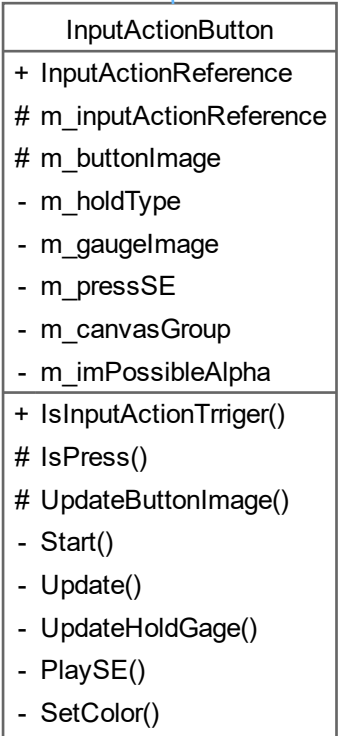 InputActionButton
+ InputActionReference
# m_inputActionReference
# m_buttonImage
- m_holdType
- m_gaugeImage
- m_pressSE
- m_canvasGroup
- m_imPossibleAlpha
+ IsInputActionTrriger()
# IsPress()
# UpdateButtonImage()
- Start()
- Update()
- UpdateHoldGage()
- PlaySE()
- SetColor()